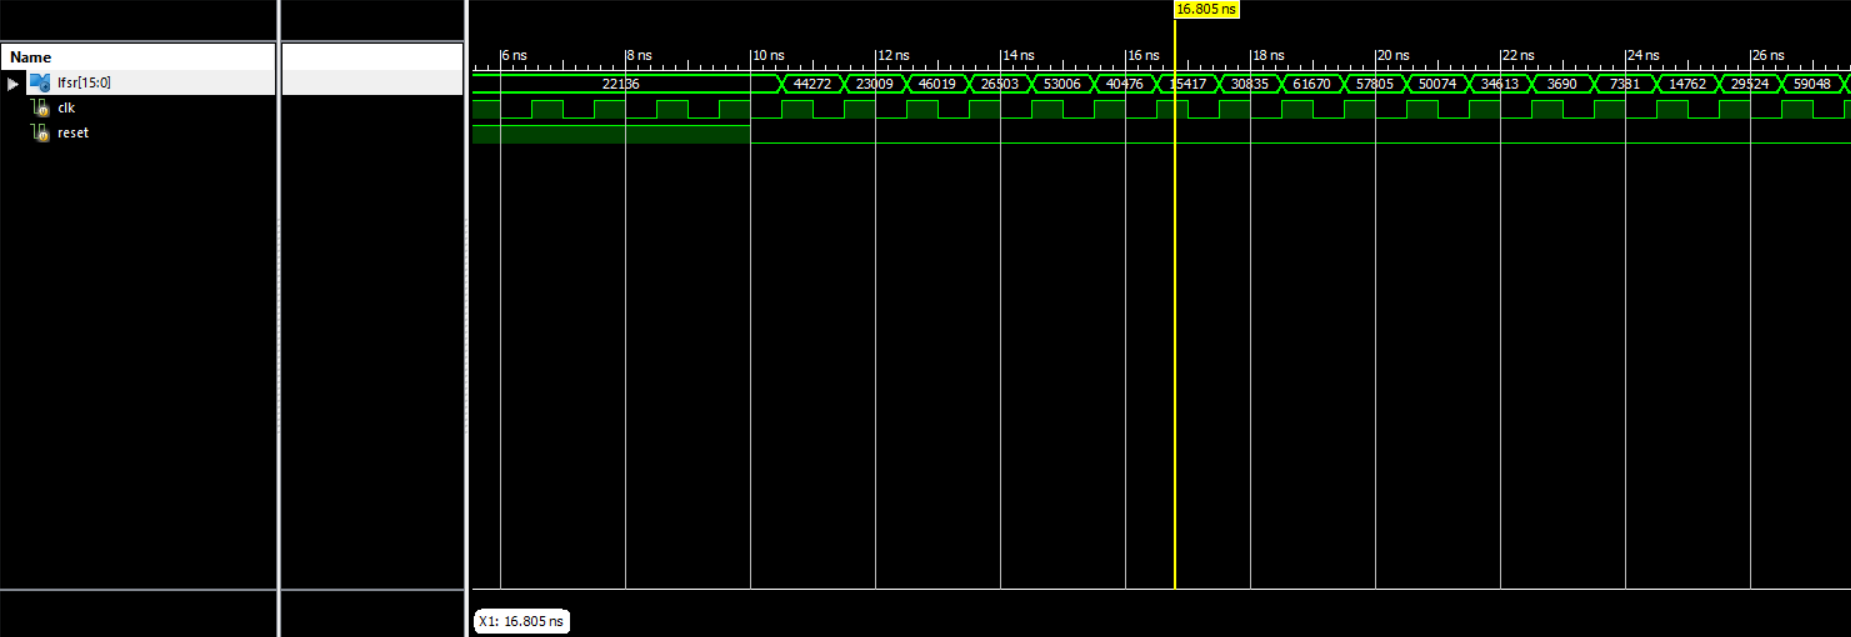 16.805 ns
Name
6 ns 8 ns 10 ns 12 ns 14 ns 16 ns 18 ns 20 ns 22 ns 24 ns 26 ns
lfsr[15:0] 22136 44272 23009 46019 26503 53006 40476 15417 30835 61670 57805 50074 34613 3690 7381 14762 29524 59048
clk
reset
X1: 16.805 ns